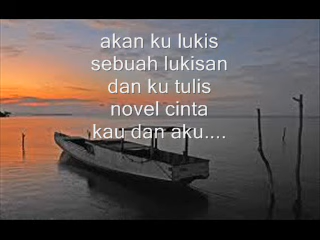 akan ku lukis
sebuah lukisan
dan ku tulis
novel cinta
kau dan aku....